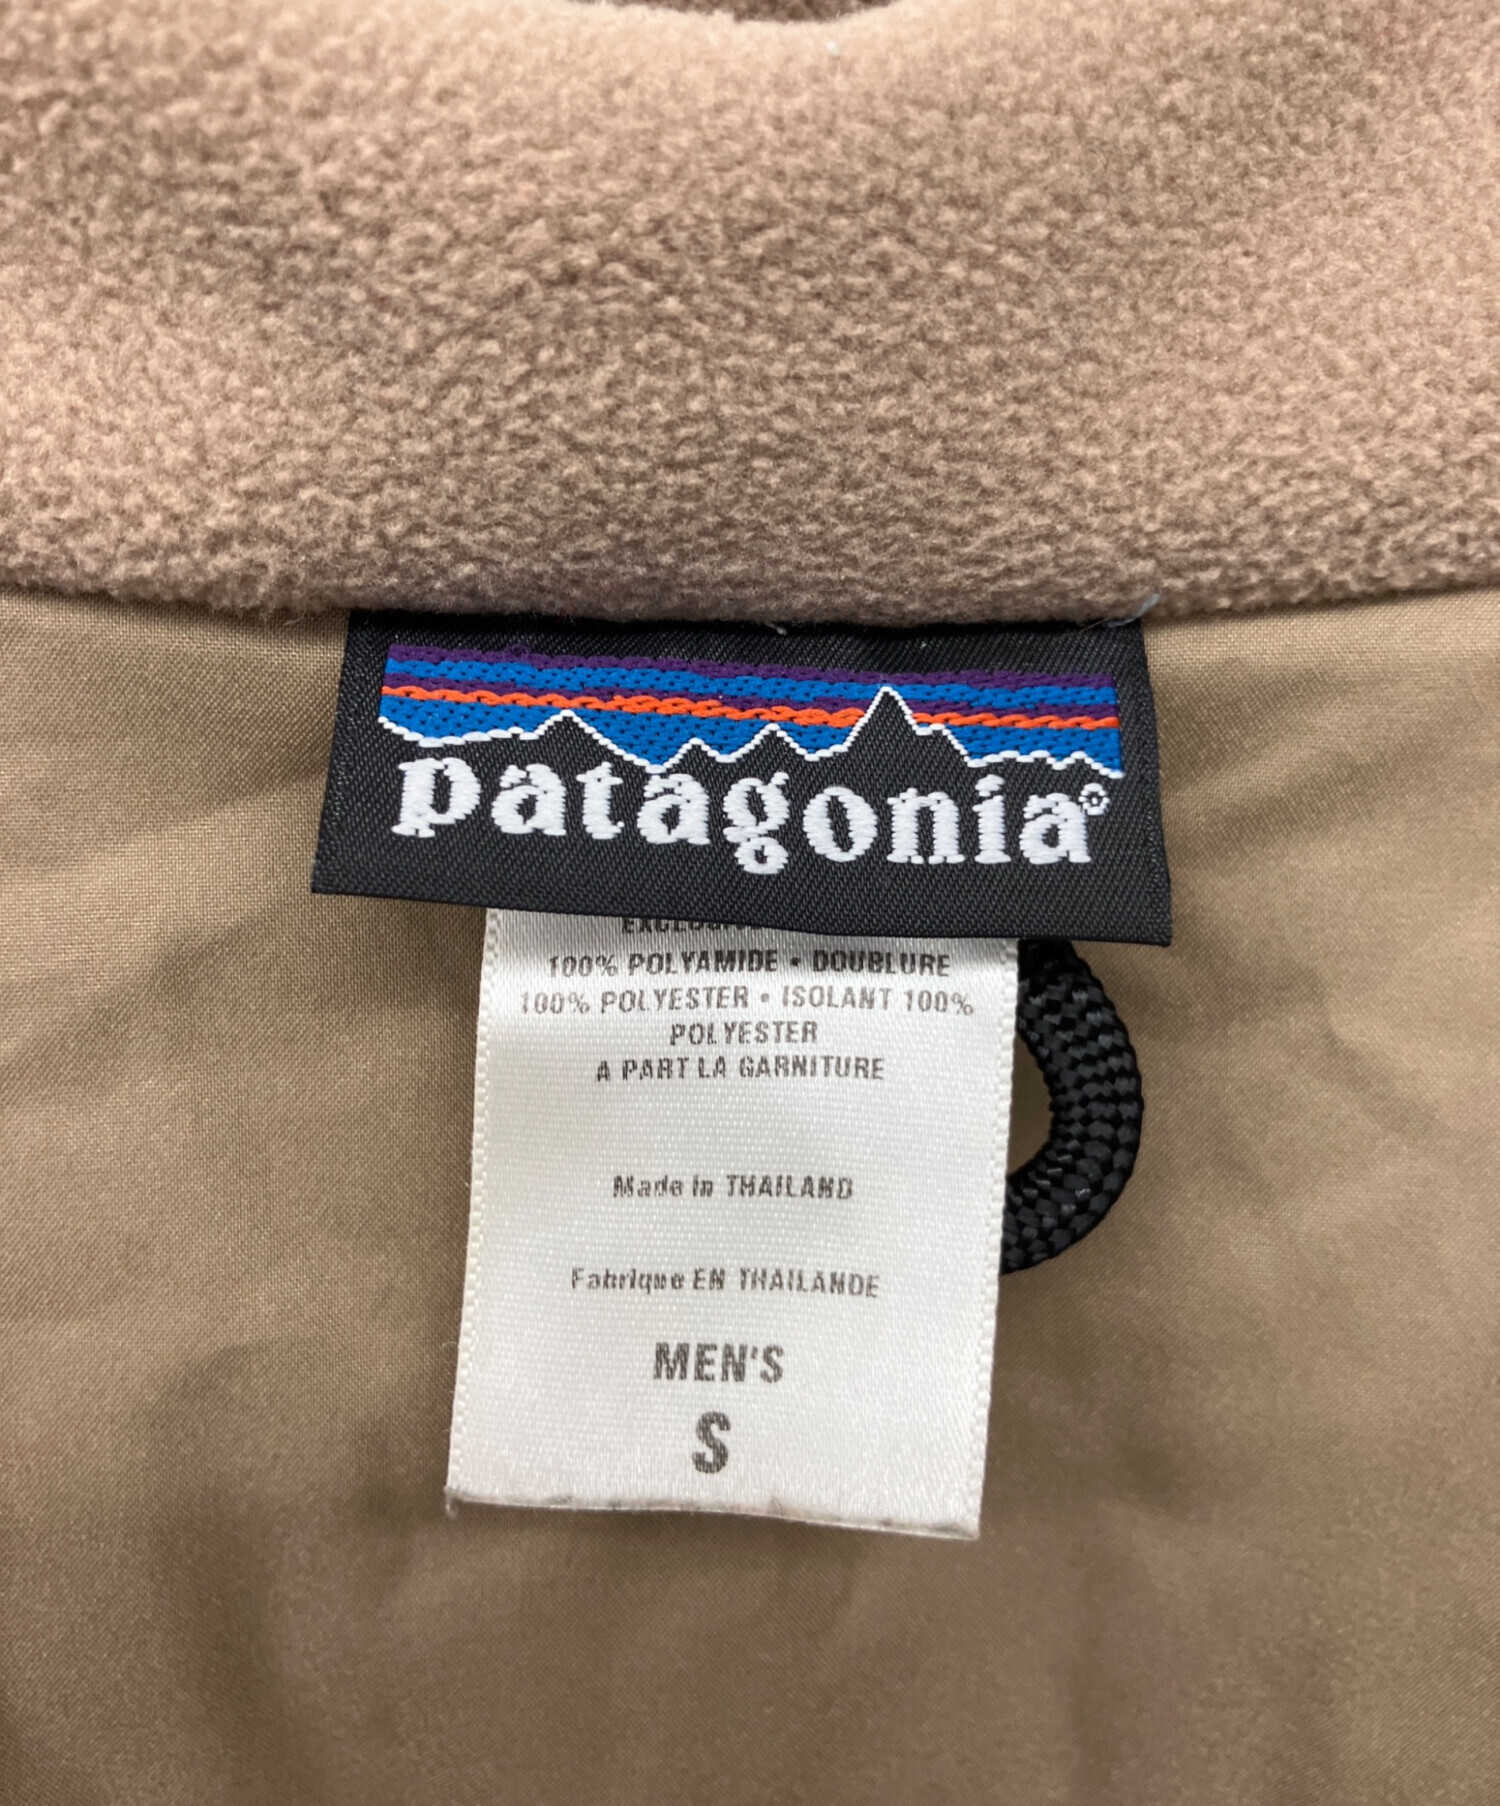 patagonia®
100% POLYAMIDE • DOUBLURE
100% POLYESTER • ISOLANT 100%
POLYESTER
A PART LA GARNITURE
Made in THAILAND
Fabrique EN THAILANDE
MEN'S
S